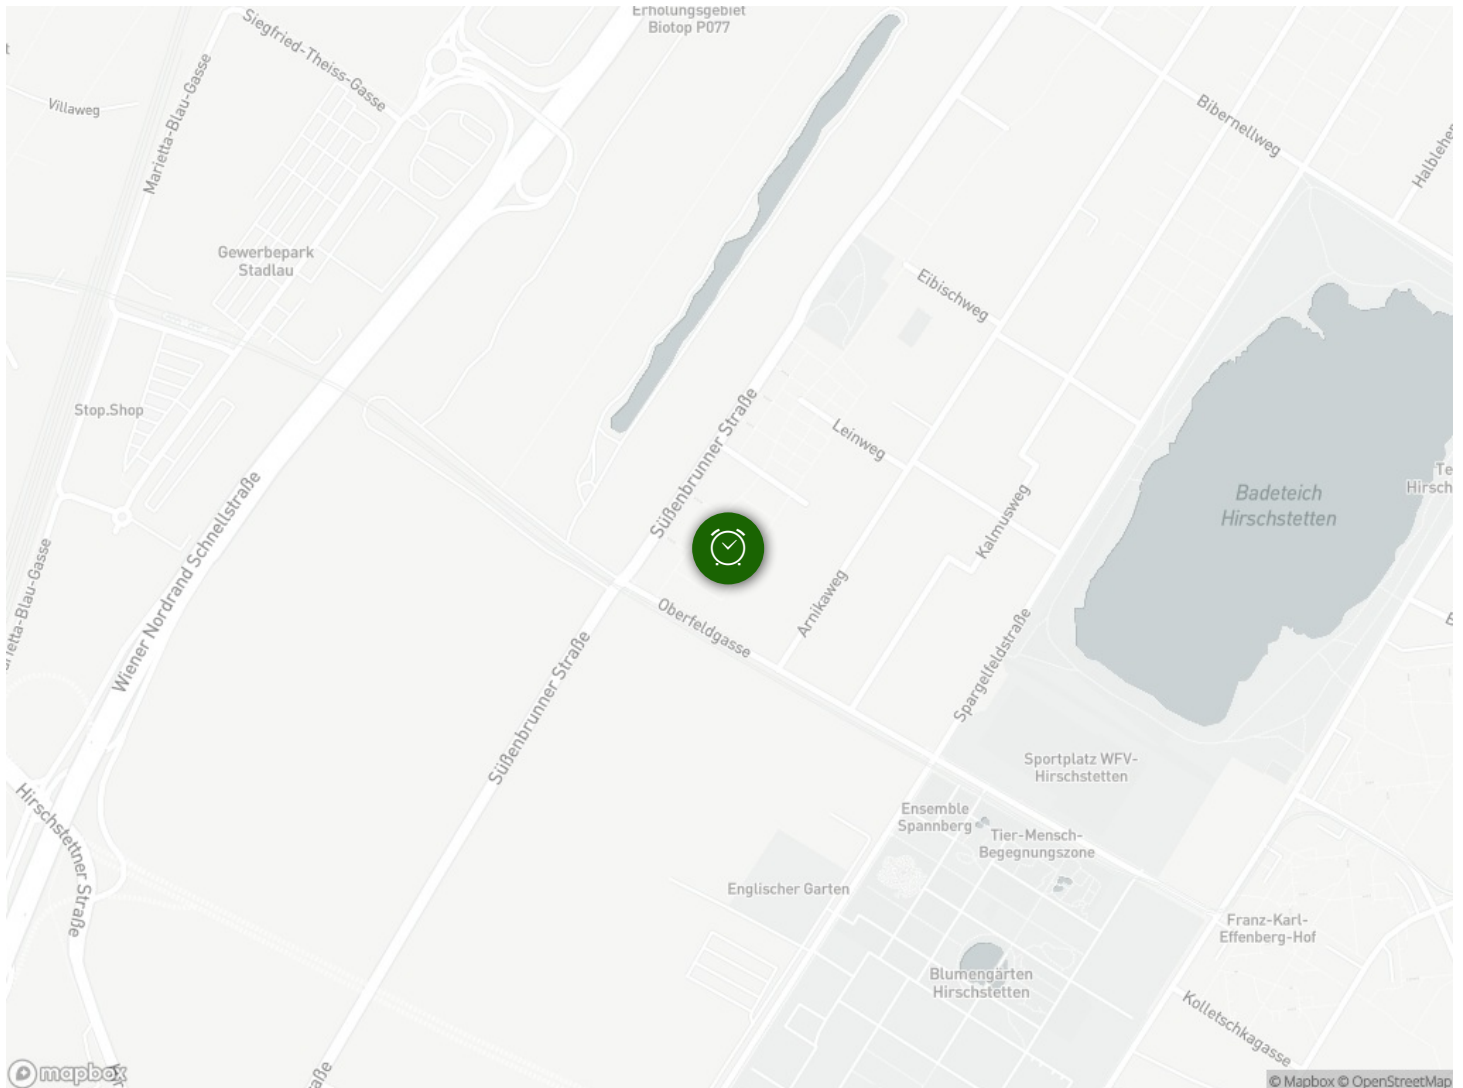 Erholungsgebiet
Biotop P077
Siegfried-Theiss-Gasse
Marietta-Blau-Gasse
Villaweg
Bibernellweg
Gewerbepark
Stadlau
Eibischweg
Stop.Shop
Süßenbrunner Straße
Leinweg
Wiener Nordrand Schnellstraße
Kalmusweg
Badeteich
Hirschstetten
Arnikaweg
Oberfeldgasse
Spargelfeldstraße
Süßenbrunner Straße
Sportplatz WFV-
Hirschstetten
Hirschstettner Straße
Ensemble
Spannberg
Tier-Mensch-
Begegnungszone
Englischer Garten
Franz-Karl-
Effenberg-Hof
Blumengärten
Hirschstetten
Kolletschkagasse
mapbox
© Mapbox © OpenStreetMap